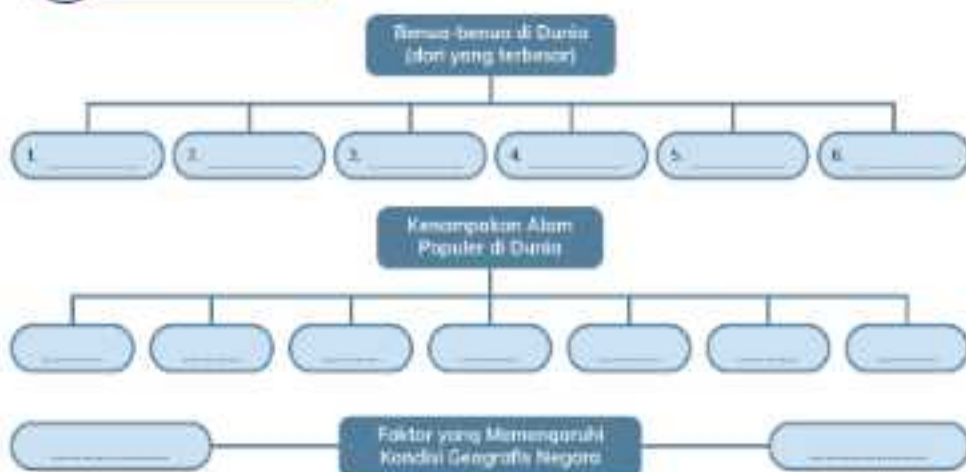 Benua-benua di Dunia
(dari yang terbesar)
1.
2.
3.
4.
5.
6.
Kenampakan Alam
Populer di Dunia
Faktor yang Memengaruhi
Kondisi Geografis Negara